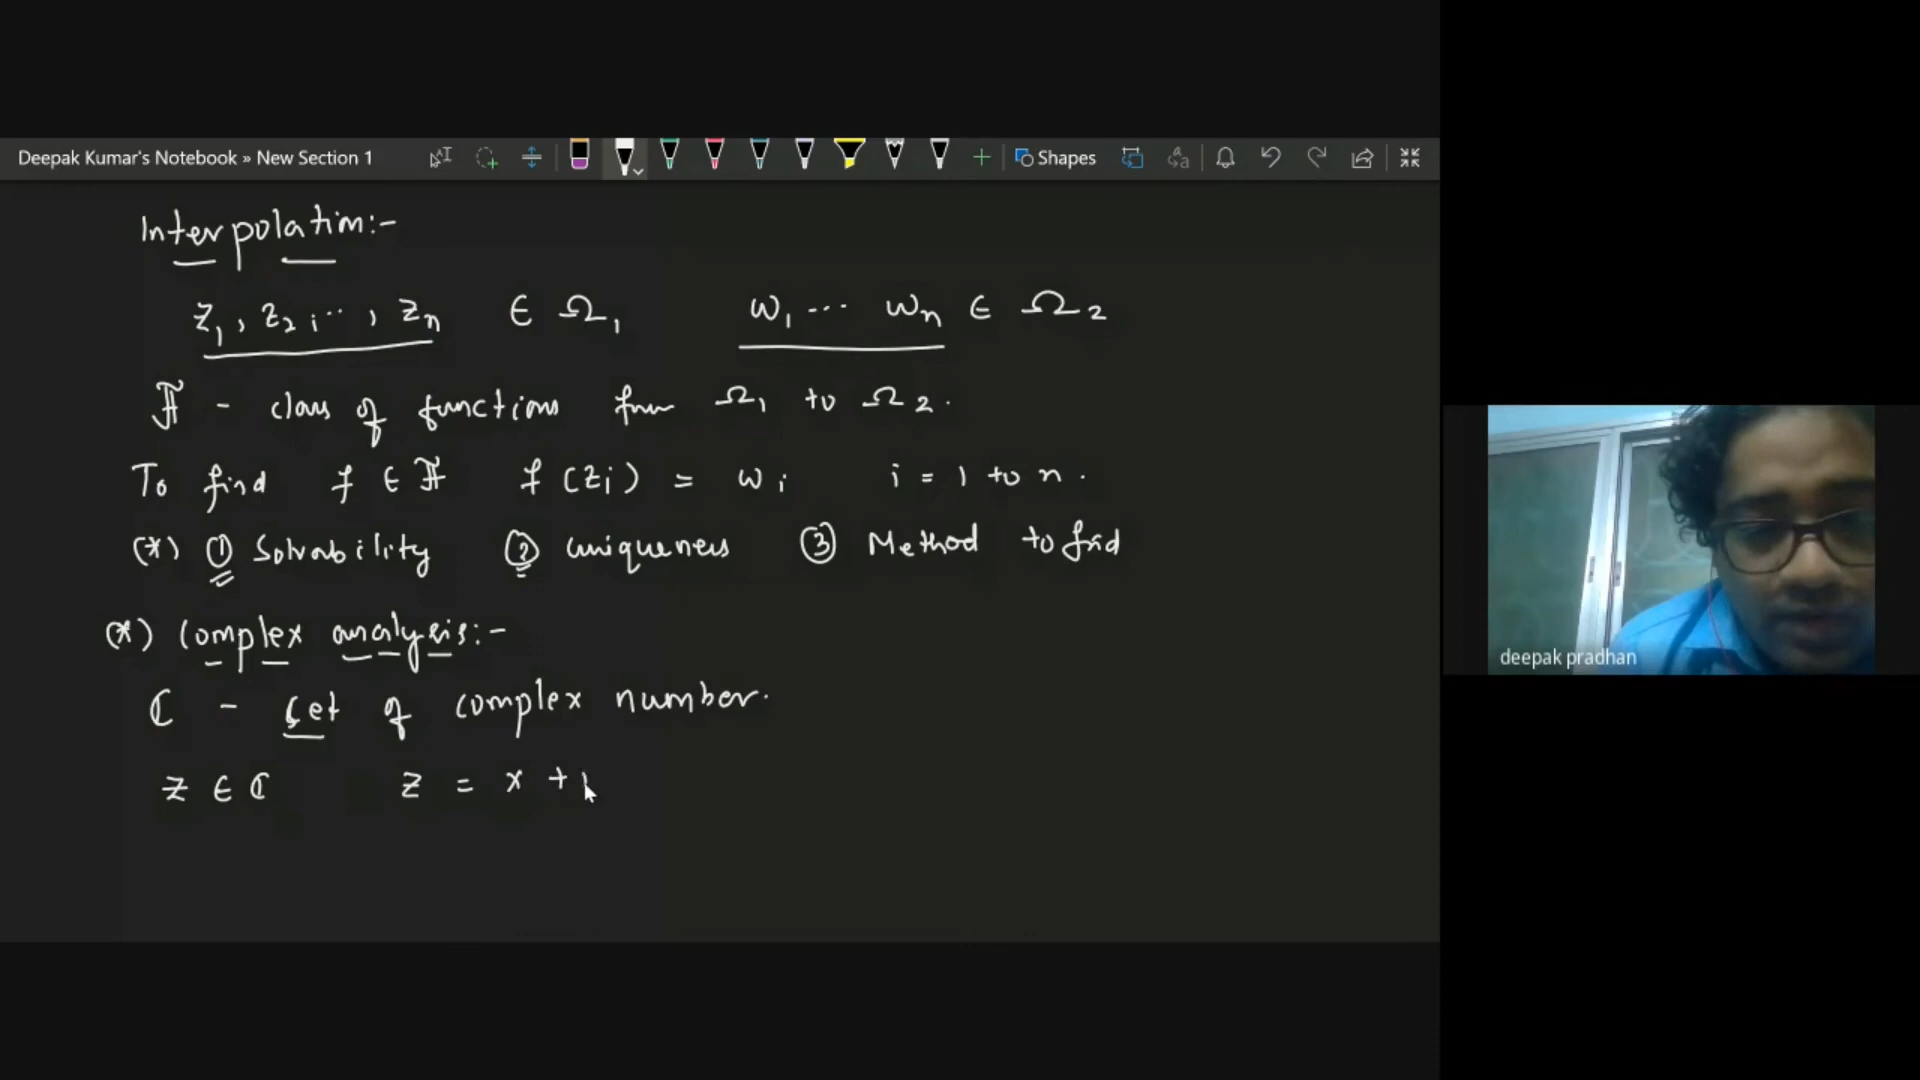 Deepak Kumar's Notebook » New Section 1 Shapes
Interpolation:-
z₁, z₂, ..., zₙ ∈ Ω₁ w₁ ... wₙ ∈ Ω₂
𝓕 - class of functions from Ω₁ to Ω₂.
To find f ∈ 𝓕 f(zᵢ) = wᵢ i = 1 to n.
(*) ① Solvability ② uniqueness ③ Method to find
(*) Complex analysis:-
ℂ - set of complex number.
z ∈ ℂ z = x +
deepak pradhan